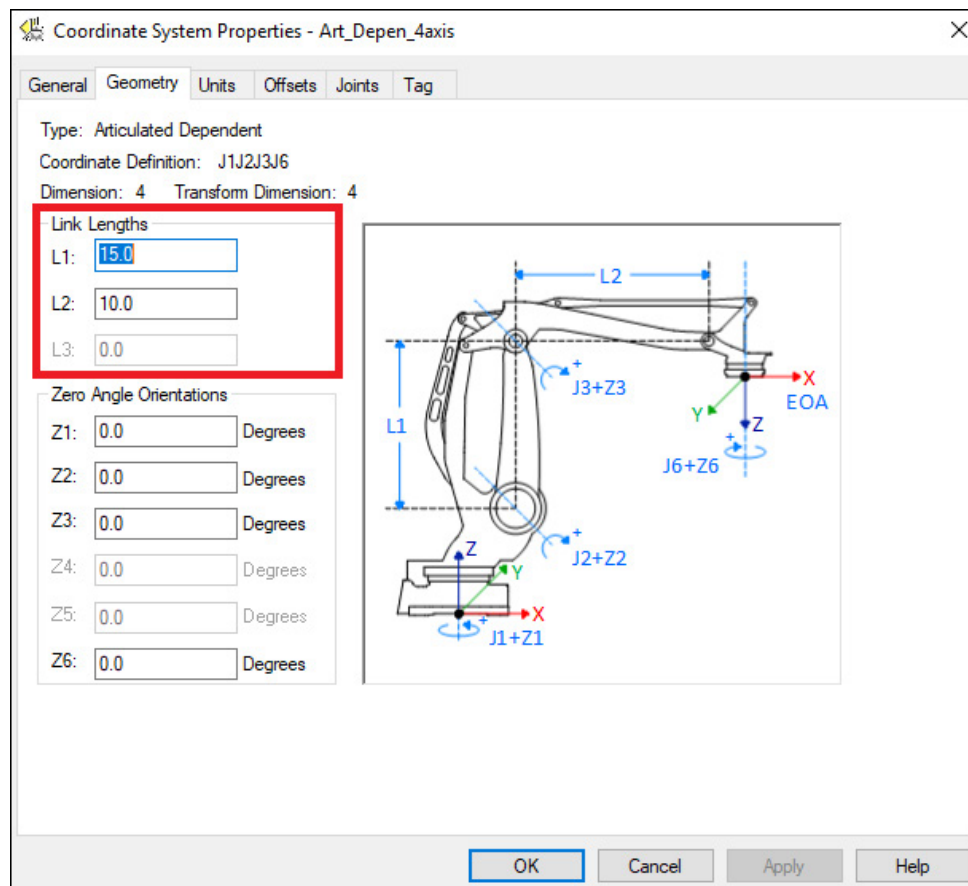 Coordinate System Properties - Art_Depen_4axis
General Geometry Units Offsets Joints Tag
Type: Articulated Dependent
Coordinate Definition: J1J2J3J6
Dimension: 4 Transform Dimension: 4
Link Lengths
L1: 15.0
L2: 10.0
L3: 0.0
Zero Angle Orientations
Z1: 0.0 Degrees
Z2: 0.0 Degrees
Z3: 0.0 Degrees
Z4: 0.0 Degrees
Z5: 0.0 Degrees
Z6: 0.0 Degrees
L2
+
J3+Z3
X
EOA
Y
Z
L1
+
J6+Z6
+
J2+Z2
Z
Y
X
+
J1+Z1
OK Cancel Apply Help